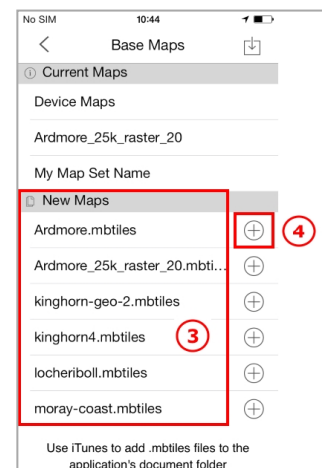 No SIM 10:44
Base Maps
Current Maps
Device Maps
Ardmore_25k_raster_20
My Map Set Name
New Maps
Ardmore.mbtiles
4
Ardmore_25k_raster_20.mbti...
kinghorn-geo-2.mbtiles
kinghorn4.mbtiles
3
locheriboll.mbtiles
moray-coast.mbtiles
Use iTunes to add .mbtiles files to the
application's document folder